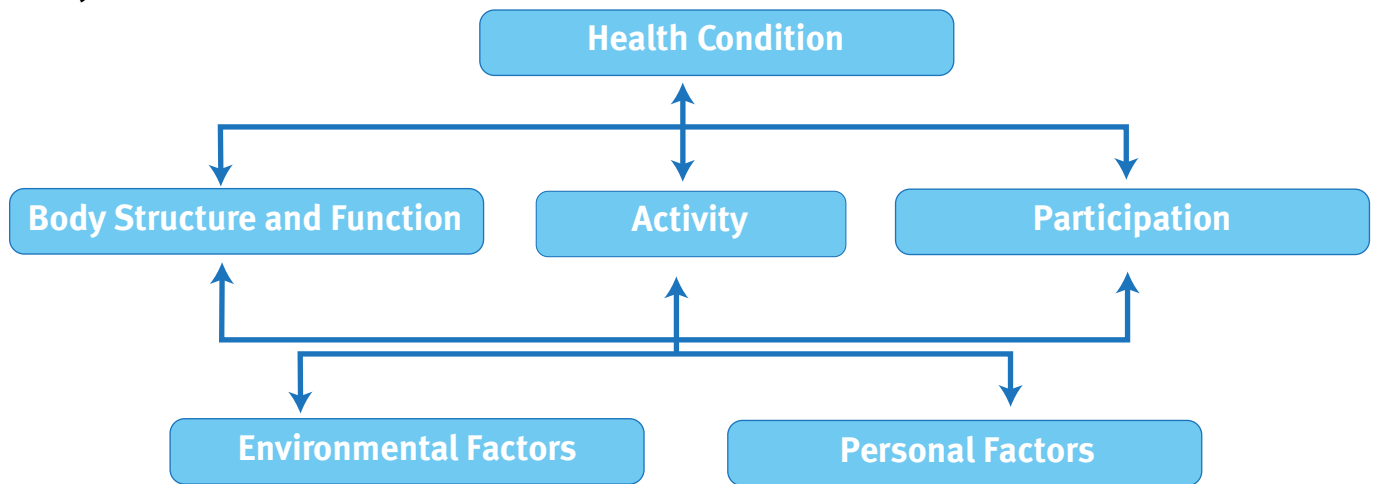 Health Condition
Body Structure and Function
Activity
Participation
Environmental Factors
Personal Factors